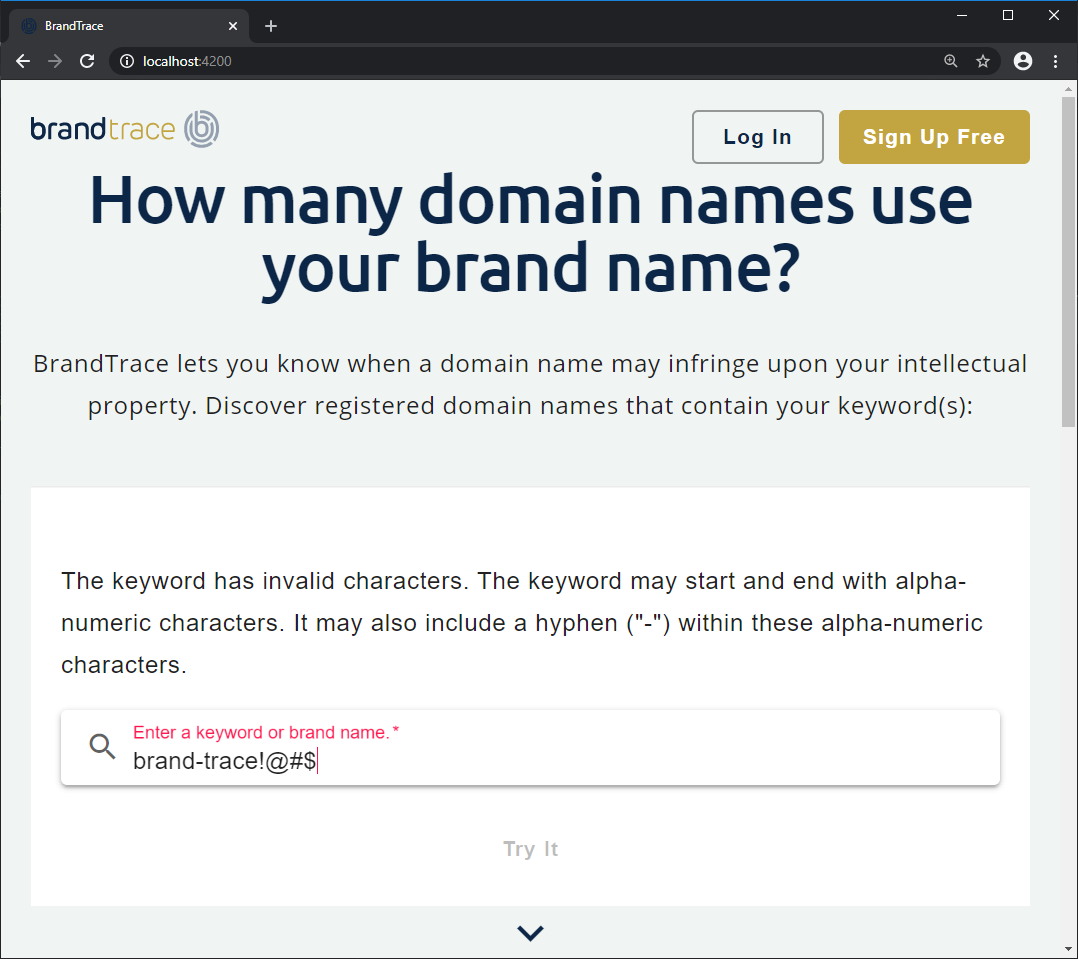 BrandTrace
localhost:4200
brandtrace
Log In
Sign Up Free
How many domain names use
your brand name?
BrandTrace lets you know when a domain name may infringe upon your intellectual
property. Discover registered domain names that contain your keyword(s):
The keyword has invalid characters. The keyword may start and end with alpha-
numeric characters. It may also include a hyphen ("-") within these alpha-numeric
characters.
Enter a keyword or brand name.*
brand-trace!@#$
Try It